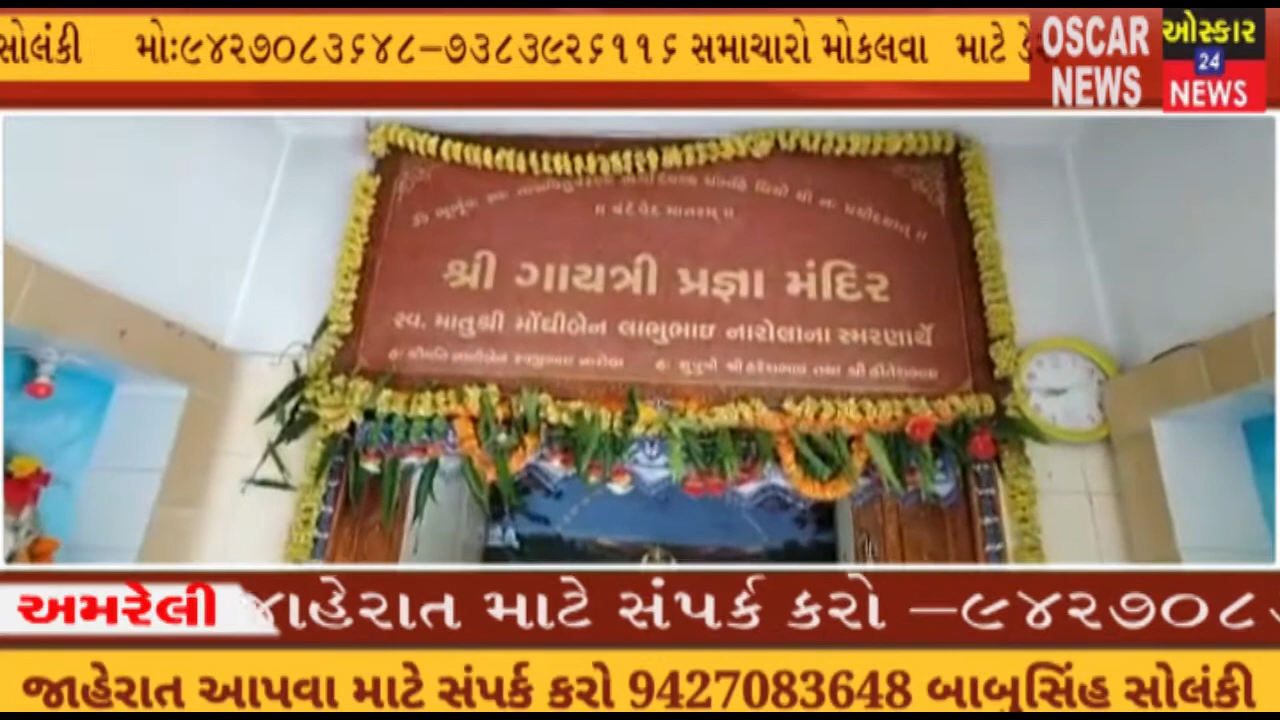 સોલંકી મોઃ૯૪૨૭૦૮૩૬૪૮–૭૩૮૩૯૨૬૧૧૬ સમાચારો મોકલવા માટે
OSCAR NEWS
ઓસ્કાર
24
NEWS
॥ વંદે વેદ માતરમ્ ॥
શ્રી ગાયત્રી પ્રજ્ઞા મંદિર
સ્વ. માતુશ્રી મોંઘીબેન લાભુભાઇ નારોલાના સ્મરણાર્થે
અમરેલી
જાહેરાત માટે સંપર્ક કરો –૯૪૨૭૦૮૩
જાહેરાત આપવા માટે સંપર્ક કરો 9427083648 બાબુસિંહ સોલંકી